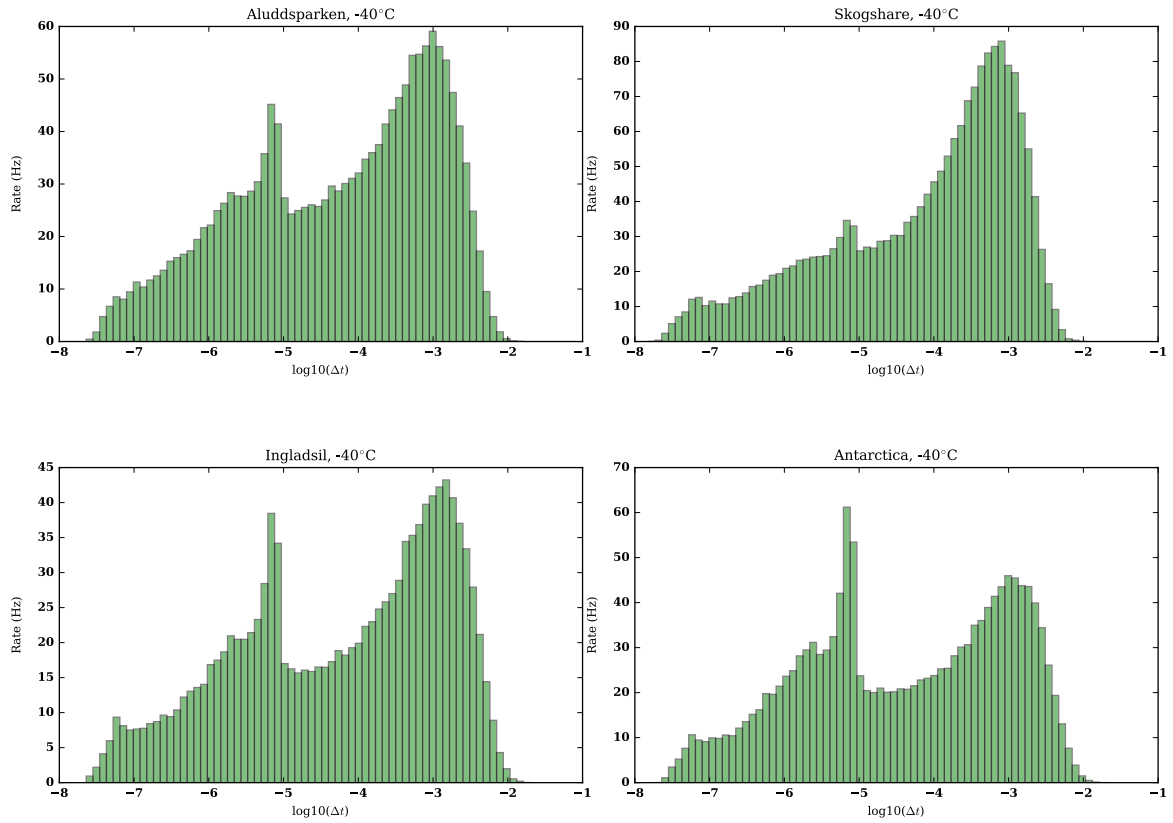 Aluddsparken, -40°C
60
50
40
30
20
10
0
Rate (Hz)
−8 −7 −6 −5 −4 −3 −2 −1
log10(Δt)
Skogshare, -40°C
90
80
70
60
50
40
30
20
10
0
Rate (Hz)
−8 −7 −6 −5 −4 −3 −2 −1
log10(Δt)
Ingladsil, -40°C
45
40
35
30
25
20
15
10
5
0
Rate (Hz)
−8 −7 −6 −5 −4 −3 −2 −1
log10(Δt)
Antarctica, -40°C
70
60
50
40
30
20
10
0
Rate (Hz)
−8 −7 −6 −5 −4 −3 −2 −1
log10(Δt)